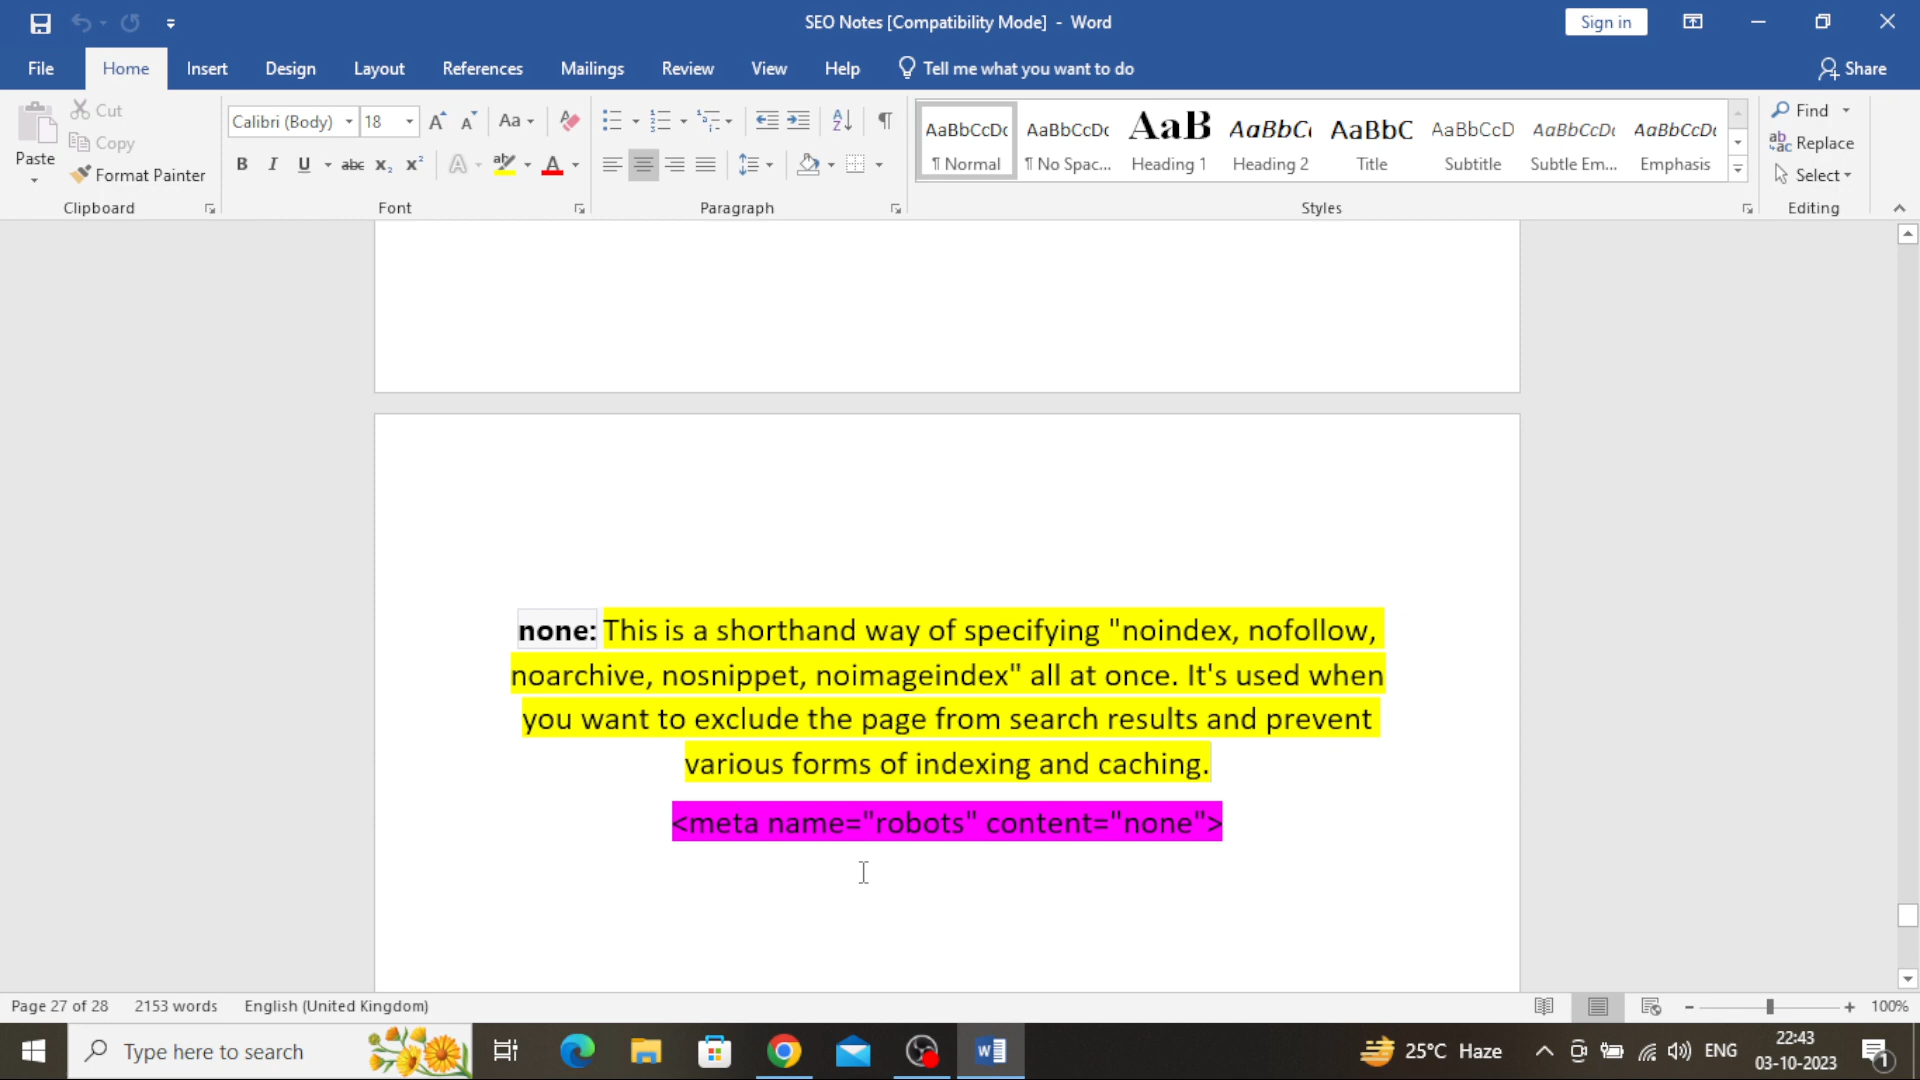 SEO Notes [Compatibility Mode] - Word
Sign in
File Home Insert Design Layout References Mailings Review View Help Tell me what you want to do Share
Paste
Cut
Copy
Format Painter
Clipboard
Calibri (Body) 18
Font
Paragraph
AaBbCcDc AaBbCcDc AaB AaBbC AaBbC AaBbCcD AaBbCcDc AaBbCcDc
¶ Normal ¶ No Spac... Heading 1 Heading 2 Title Subtitle Subtle Em... Emphasis
Styles
Find
Replace
Select
Editing
none: This is a shorthand way of specifying "noindex, nofollow,
noarchive, nosnippet, noimageindex" all at once. It's used when
you want to exclude the page from search results and prevent
various forms of indexing and caching.
<meta name="robots" content="none">
Page 27 of 28 2153 words English (United Kingdom) 100%
Type here to search
25°C Haze
ENG
22:43
03-10-2023
1